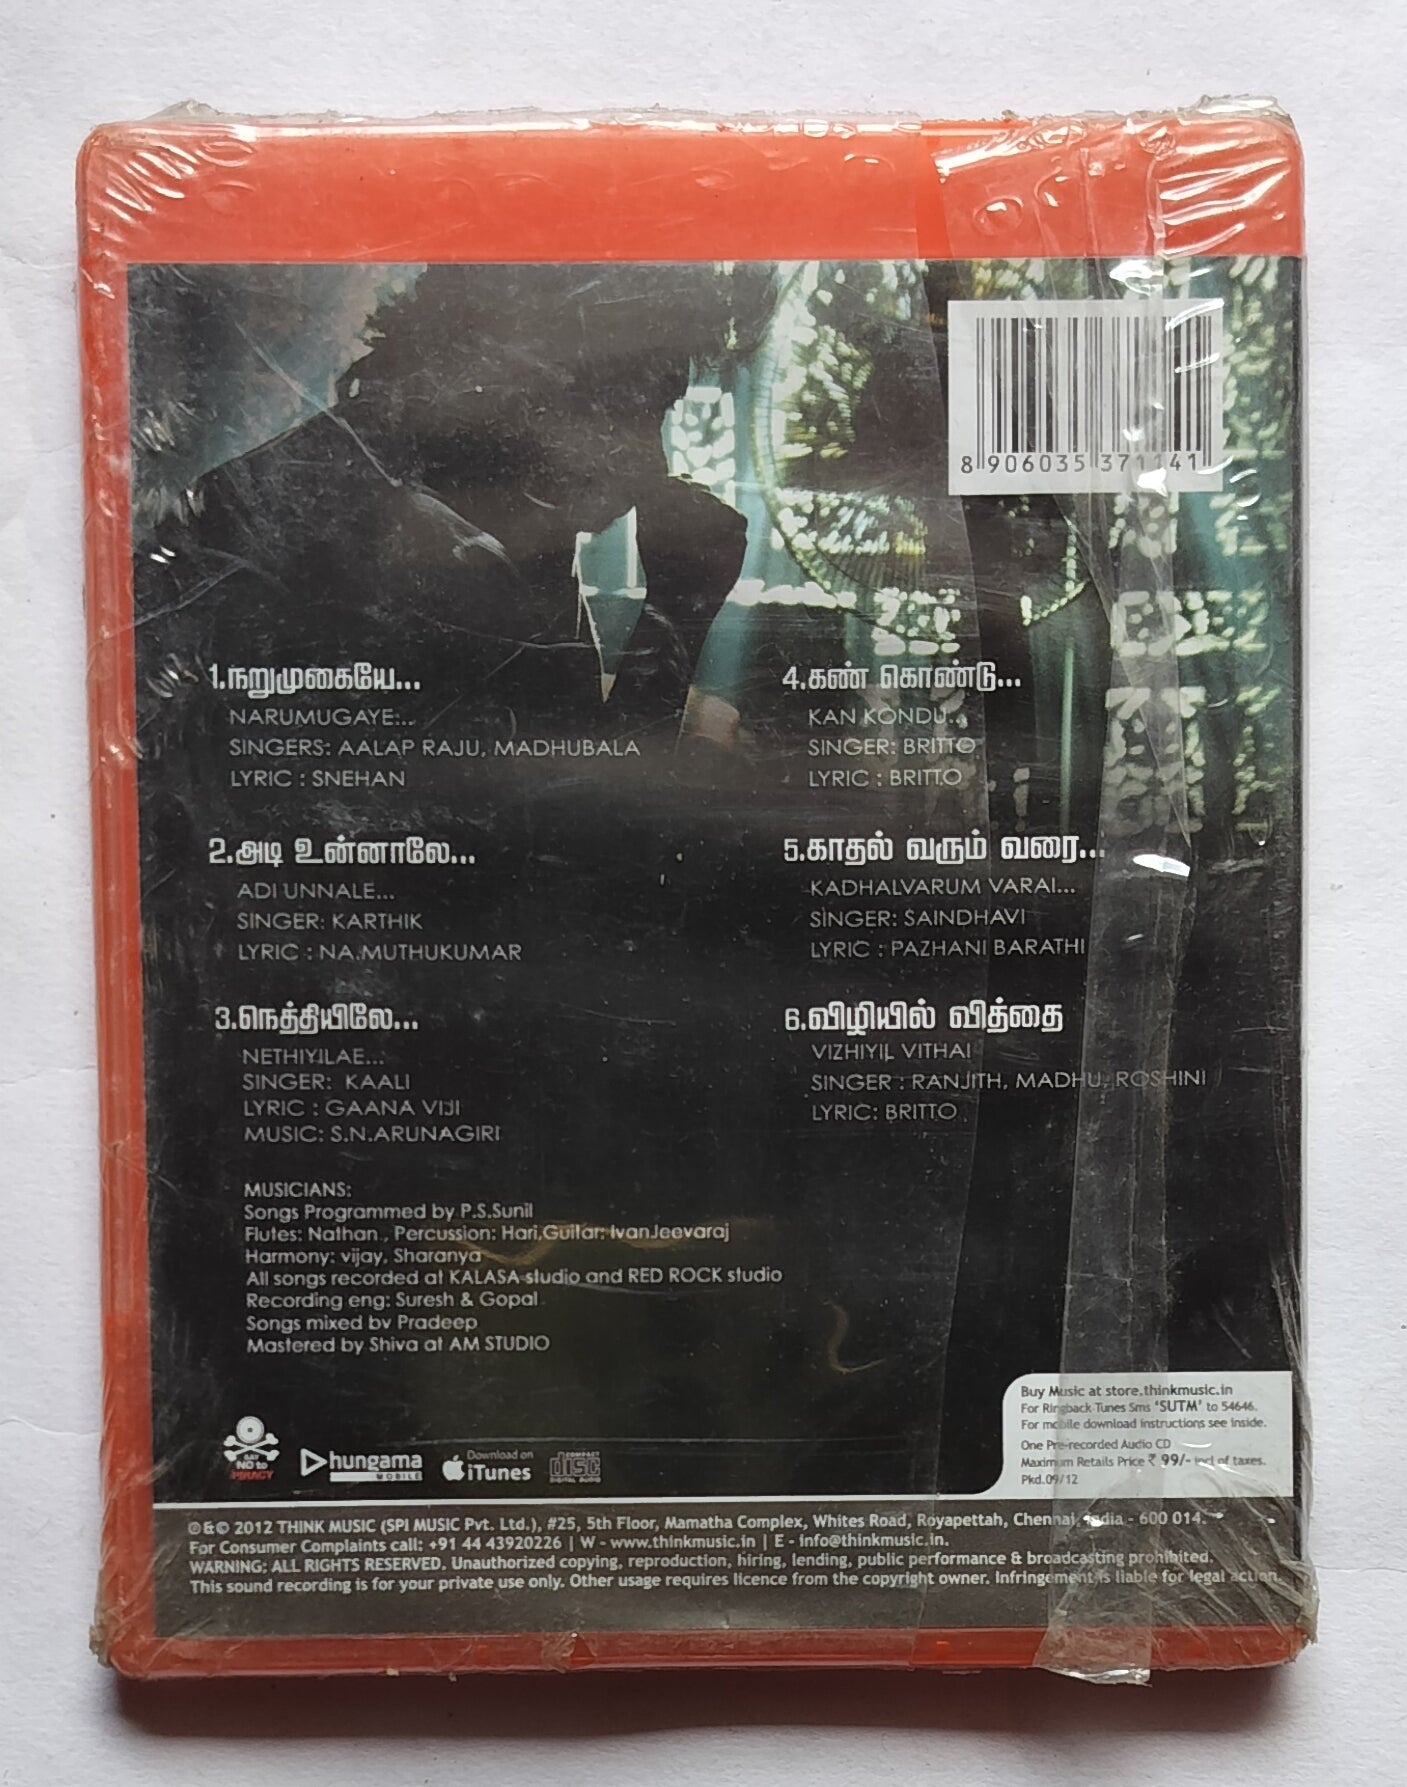 8 906035 371141
1.நறுமுகையே...
NARUMUGAYE...
SINGERS: AALAP RAJU, MADHUBALA
LYRIC : SNEHAN
2.அடி உன்னாலே...
ADI UNNALE...
SINGER: KARTHIK
LYRIC : NA.MUTHUKUMAR
3.நெத்தியிலே...
NETHIYILAE...
SINGER: KAALI
LYRIC : GAANA VIJI
MUSIC: S.N.ARUNAGIRI
4.கண் கொண்டு...
KAN KONDU...
SINGER: BRITTO
LYRIC : BRITTO
5.காதல் வரும் வரை...
KADHALVARUM VARAI...
SINGER: SAINDHAVI
LYRIC : PAZHANI BARATHI
6.விழியில் வித்தை
VIZHIYIL VITHAI
SINGER : RANJITH, MADHU, ROSHINI
LYRIC: BRITTO
MUSICIANS:
Songs Programmed by P.S.Sunil
Flutes: Nathan , Percussion: Hari,Guitar: IvanJeevaraj
Harmony: vijay, Sharanya
All songs recorded at KALASA studio and RED ROCK studio
Recording eng: Suresh & Gopal
Songs mixed by Pradeep
Mastered by Shiva at AM STUDIO
SAY
NO to
PIRACY
hungama
MOBILE
Download on
iTunes
COMPACT
disc
DIGITAL AUDIO
Buy Music at store.thinkmusic.in
For Ringback Tunes Sms 'SUTM' to 54646.
For mobile download instructions see inside.
One Pre-recorded Audio CD
Maximum Retails Price ₹ 99/- incl of taxes.
Pkd.09/12
℗&© 2012 THINK MUSIC (SPI MUSIC Pvt. Ltd.), #25, 5th Floor, Mamatha Complex, Whites Road, Royapettah, Chennai, India - 600 014.
For Consumer Complaints call: +91 44 43920226 | W - www.thinkmusic.in | E - info@thinkmusic.in.
WARNING: ALL RIGHTS RESERVED. Unauthorized copying, reproduction, hiring, lending, public performance & broadcasting prohibited.
This sound recording is for your private use only. Other usage requires licence from the copyright owner. Infringement is liable for legal action.